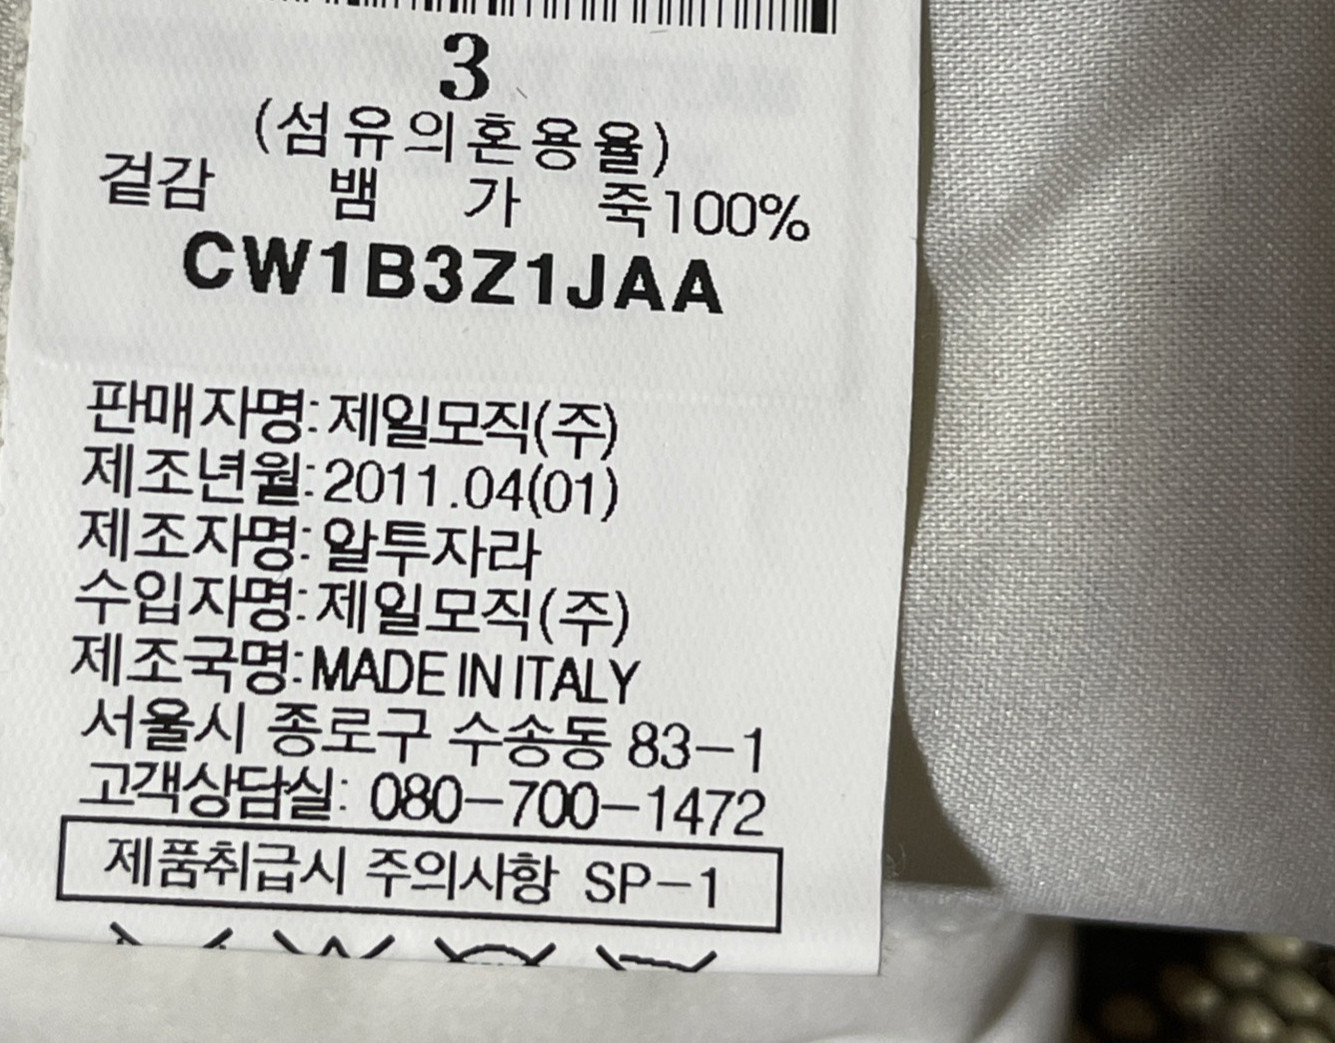 3
(섬유의혼용율)
겉감 뱀 가 죽100%
CW1B3Z1JAA
판매자명:제일모직(주)
제조년월:2011.04(01)
제조자명:알투자라
수입자명:제일모직(주)
제조국명:MADE IN ITALY
서울시 종로구 수송동 83-1
고객상담실: 080-700-1472
제품취급시 주의사항 SP-1